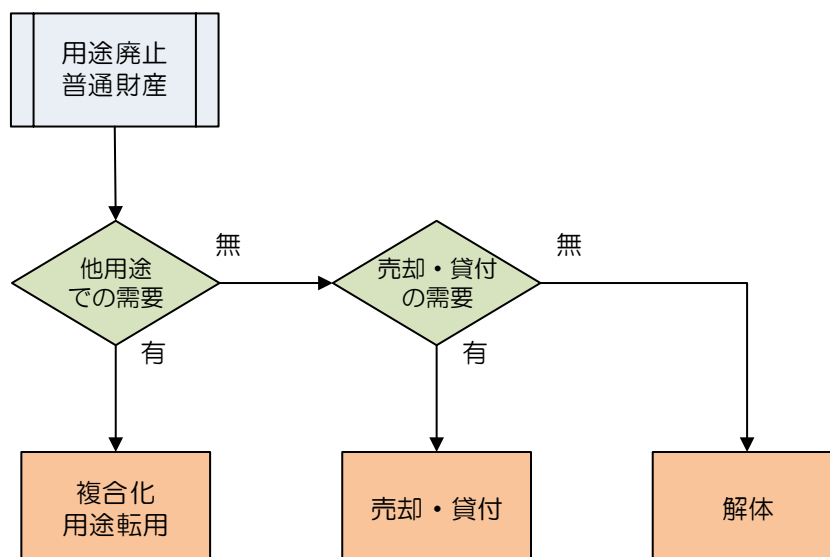 用途廃止
普通財産
他用途
での需要
無
売却・貸付
の需要
無
有
有
複合化
用途転用
売却・貸付
解体